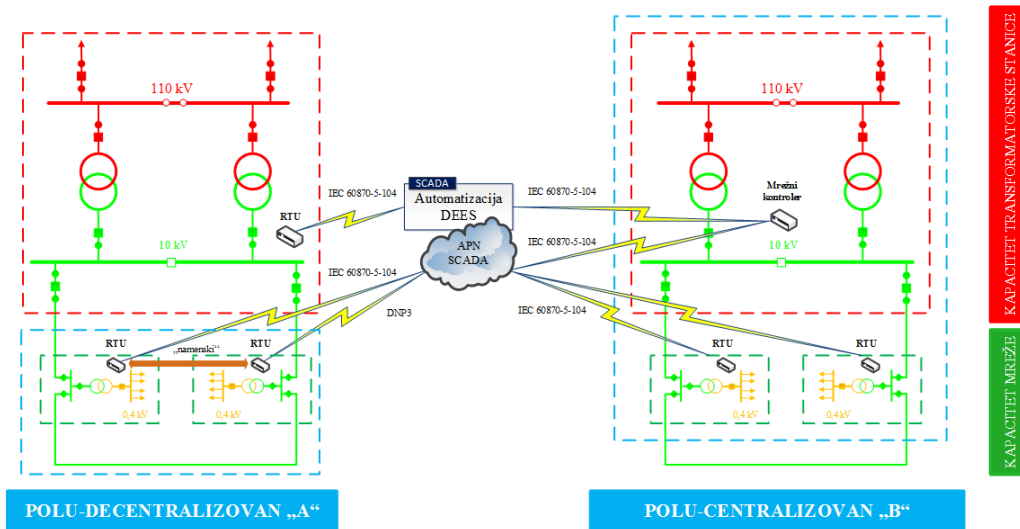 110 kV
10 kV
RTU
IEC 60870-5-104
SCADA
Automatizacija
DEES
APN
SCADA
IEC 60870-5-104
DNP3
RTU
„namenski“
RTU
0,4 kV
0,4 kV
POLU-DECENTRALIZOVAN „A“
110 kV
IEC 60870-5-104
Mrežni
kontroler
IEC 60870-5-104
10 kV
IEC 60870-5-104
RTU
RTU
0,4 kV
0,4 kV
POLU-CENTRALIZOVAN „B“
KAPACITET TRANSFORMATORSKE STANICE
KAPACITET MREŽE